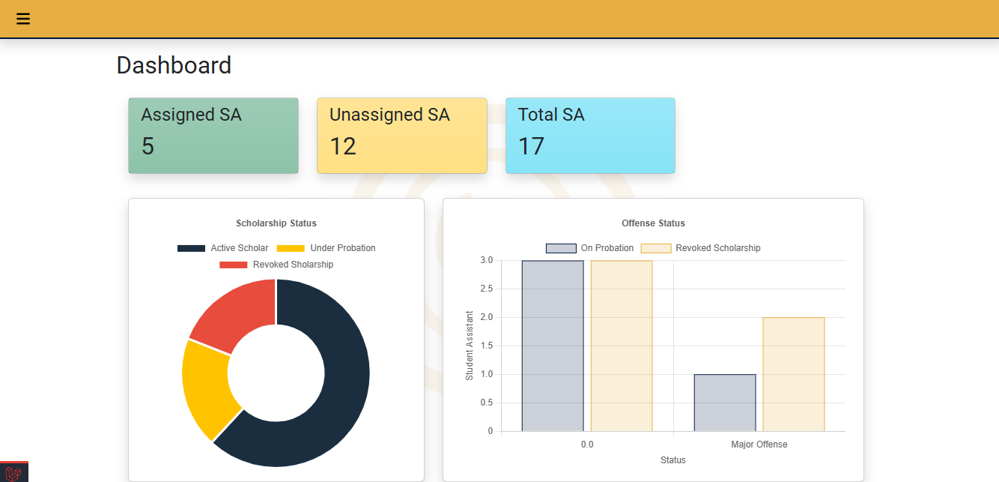 Dashboard
Assigned SA
5
Unassigned SA
12
Total SA
17
Scholarship Status
Active Scholar
Under Probation
Revoked Sholarship
Offense Status
On Probation
Revoked Scholarship
3.0
2.5
2.0
1.5
1.0
0.5
0
Student Assistant
0.0
Major Offense
Status